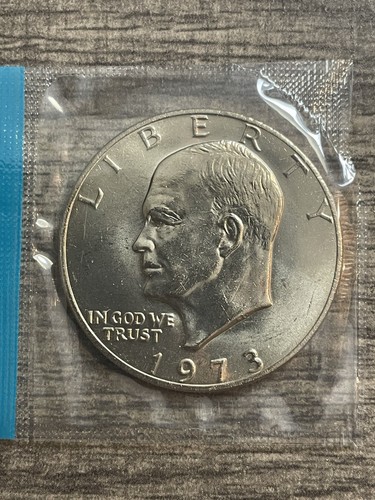 LIBERTY
IN GOD WE
TRUST
1973